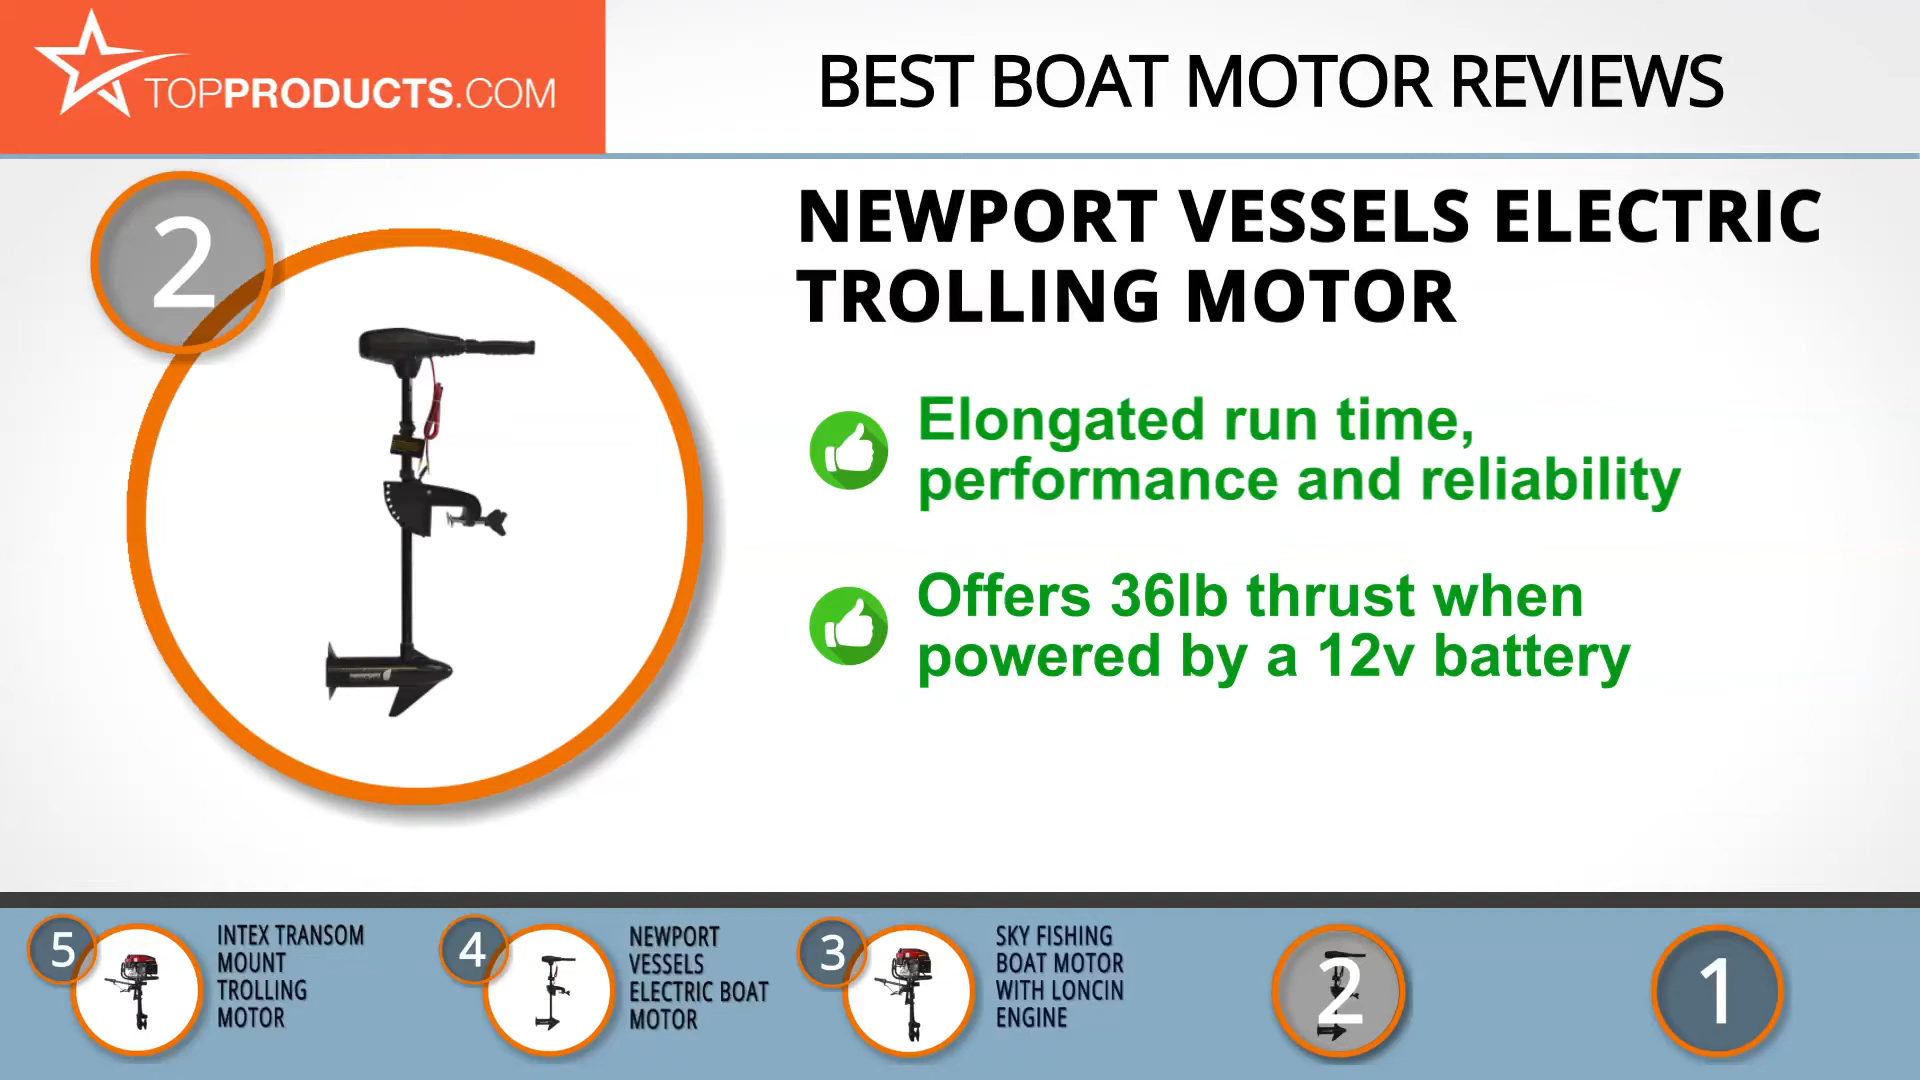 TOPPRODUCTS.COM
BEST BOAT MOTOR REVIEWS
2
NEWPORT VESSELS ELECTRIC
TROLLING MOTOR
Elongated run time,
performance and reliability
Offers 36lb thrust when
powered by a 12v battery
5
INTEX TRANSOM
MOUNT
TROLLING
MOTOR
4
NEWPORT
VESSELS
ELECTRIC BOAT
MOTOR
3
SKY FISHING
BOAT MOTOR
WITH LONCIN
ENGINE
2
1